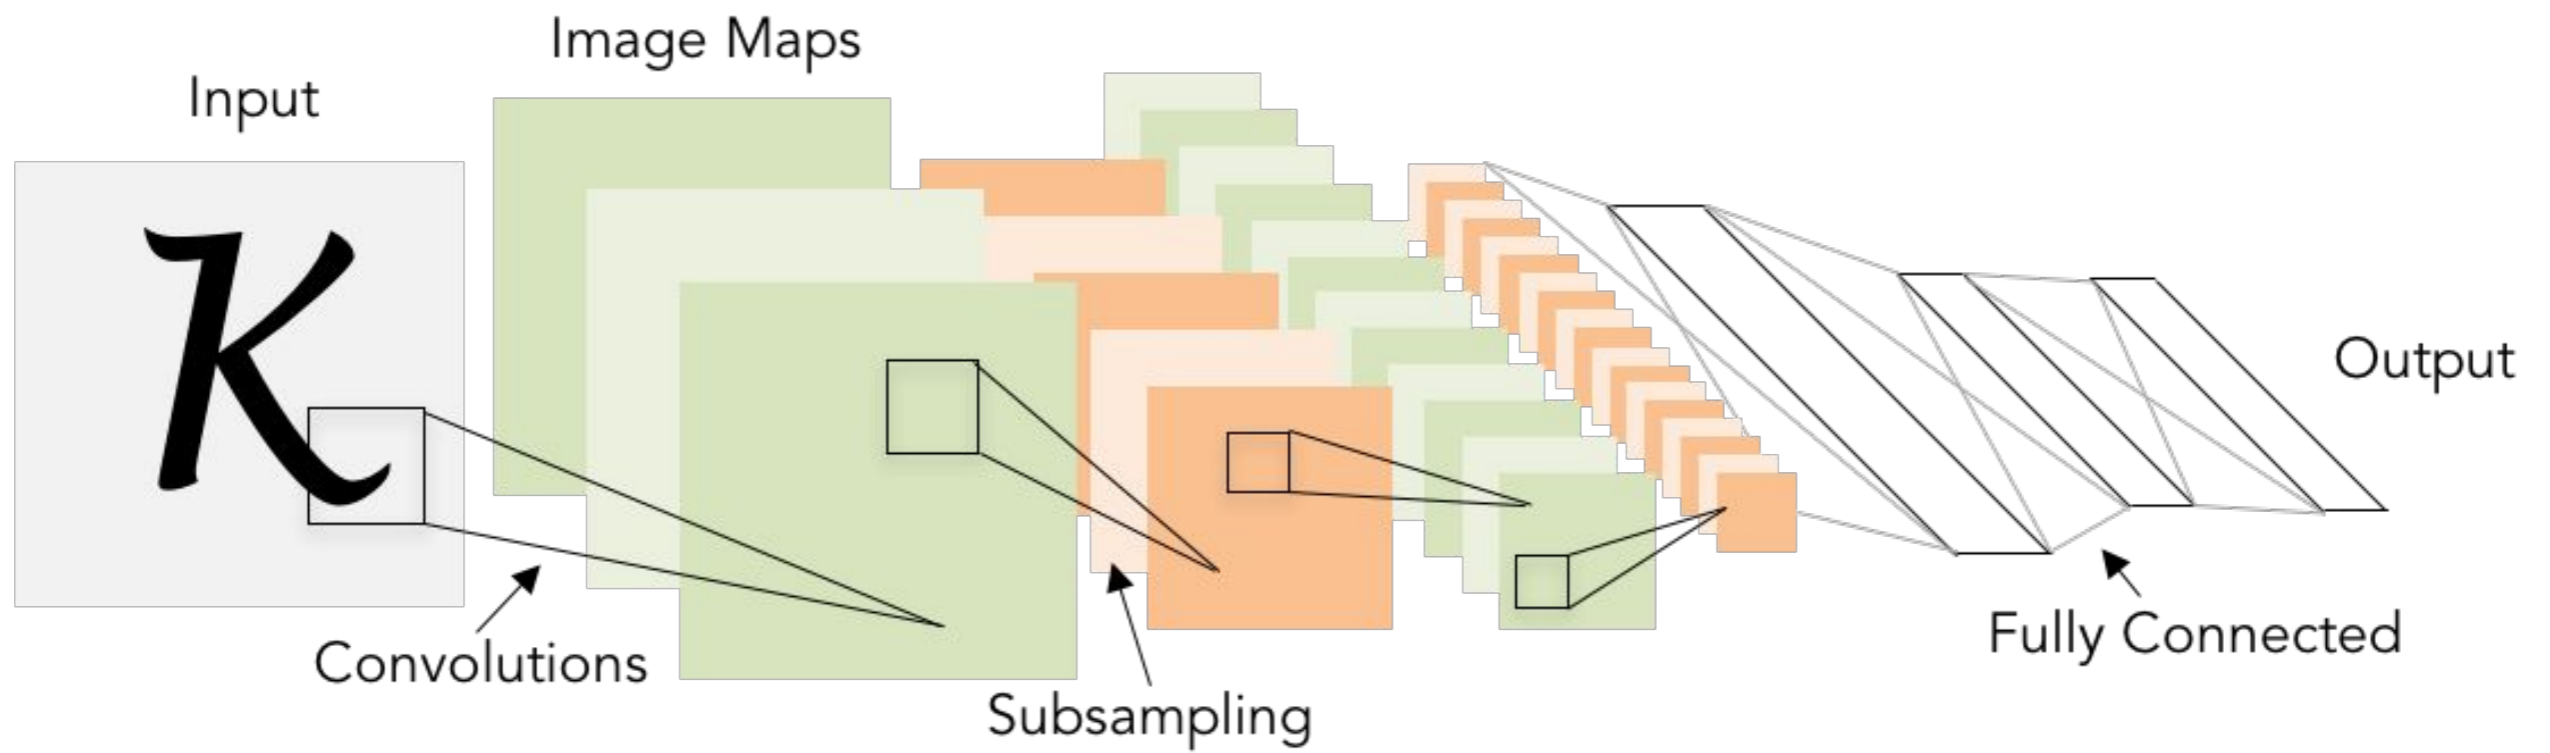 Image Maps
Input
K
Output
Convolutions
Fully Connected
Subsampling